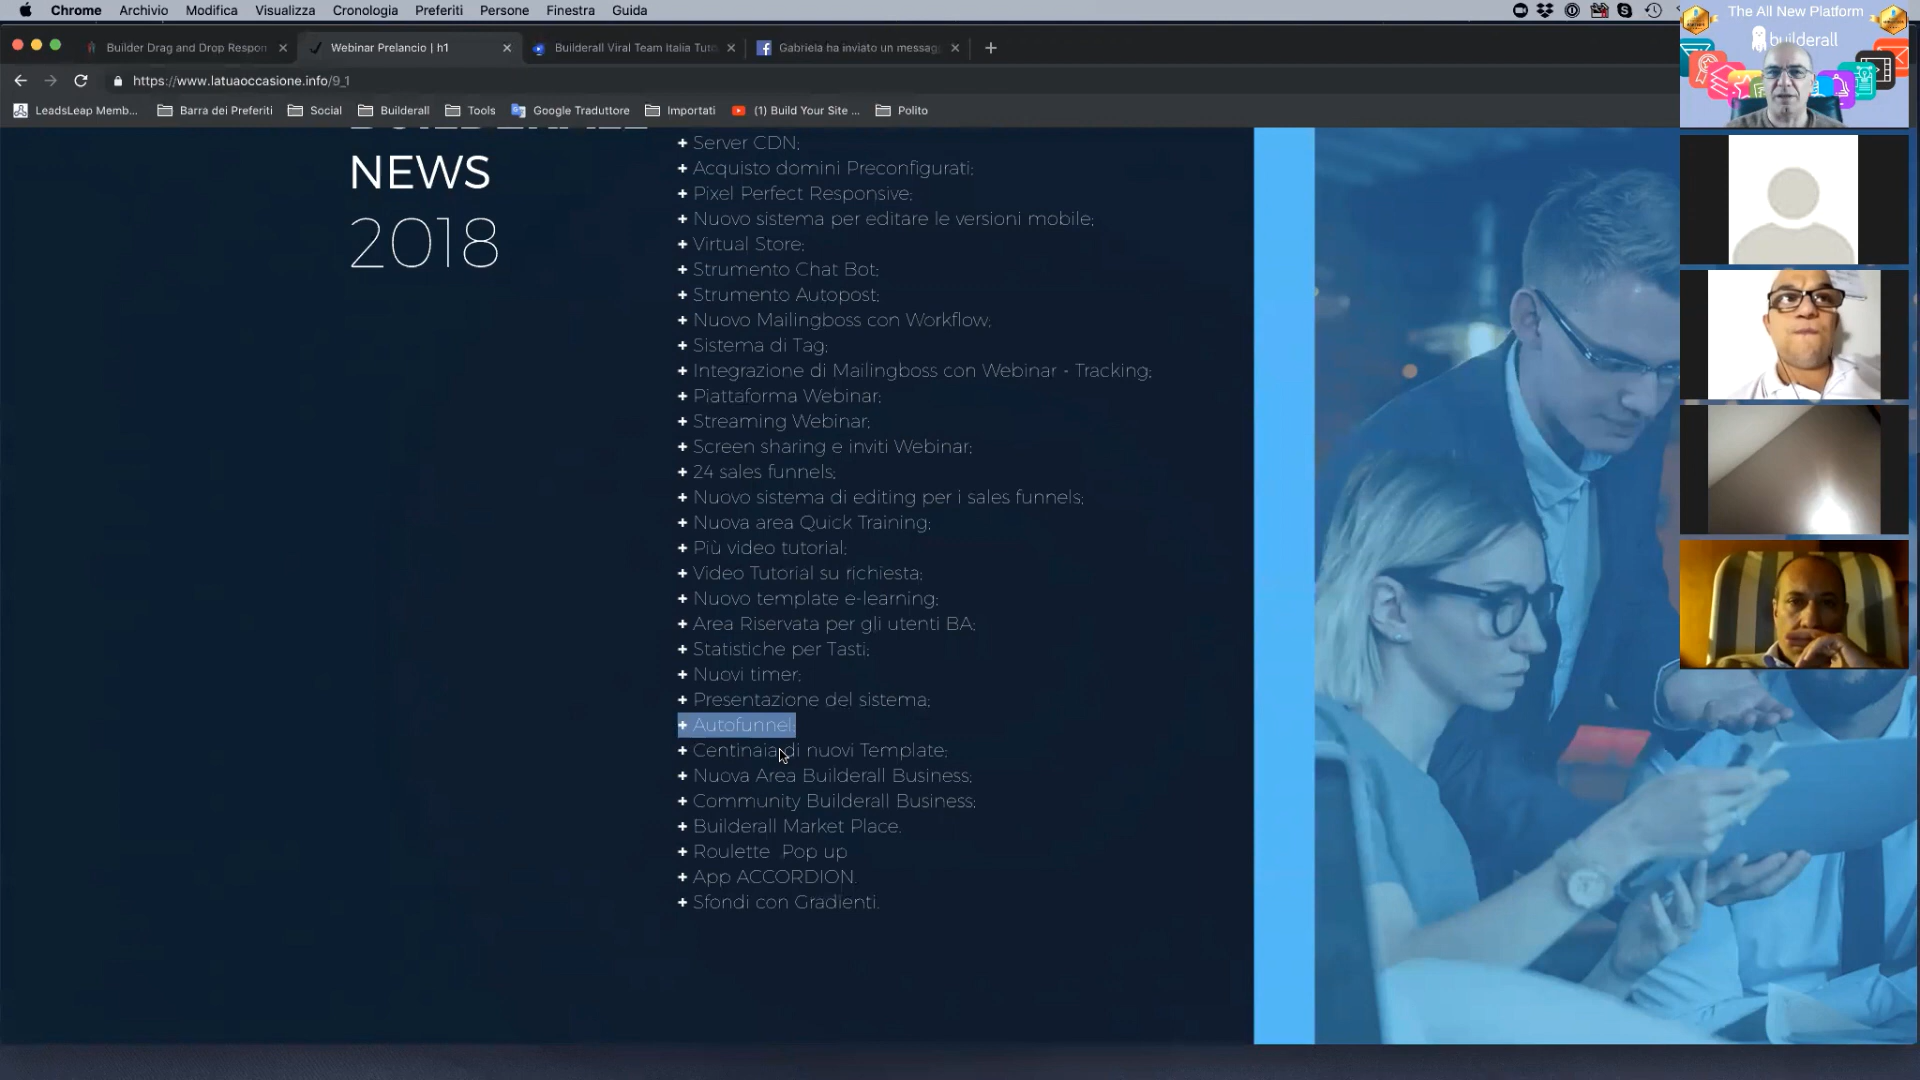 Chrome Archivio Modifica Visualizza Cronologia Preferiti Persone Finestra Guida
Builder Drag and Drop Respon
Webinar Prelancio | h1
Builderall Viral Team Italia Tuto
Gabriela ha inviato un messag
https://www.latuaoccasione.info/9_1
LeadsLeap Memb... Barra dei Preferiti Social Builderall Tools Google Traduttore Importati (1) Build Your Site ... Polito
The All New Platform
builderall
NEWS
2018
+ Server CDN;
+ Acquisto domini Preconfigurati;
+ Pixel Perfect Responsive;
+ Nuovo sistema per editare le versioni mobile;
+ Virtual Store;
+ Strumento Chat Bot;
+ Strumento Autopost;
+ Nuovo Mailingboss con Workflow;
+ Sistema di Tag;
+ Integrazione di Mailingboss con Webinar - Tracking;
+ Piattaforma Webinar;
+ Streaming Webinar;
+ Screen sharing e inviti Webinar;
+ 24 sales funnels;
+ Nuovo sistema di editing per i sales funnels;
+ Nuova area Quick Training;
+ Più video tutorial;
+ Video Tutorial su richiesta;
+ Nuovo template e-learning;
+ Area Riservata per gli utenti BA;
+ Statistiche per Tasti;
+ Nuovi timer;
+ Presentazione del sistema;
+ Autofunnel;
+ Centinaia di nuovi Template;
+ Nuova Area Builderall Business;
+ Community Builderall Business;
+ Builderall Market Place.
+ Roulette Pop up
+ App ACCORDION.
+ Sfondi con Gradienti.